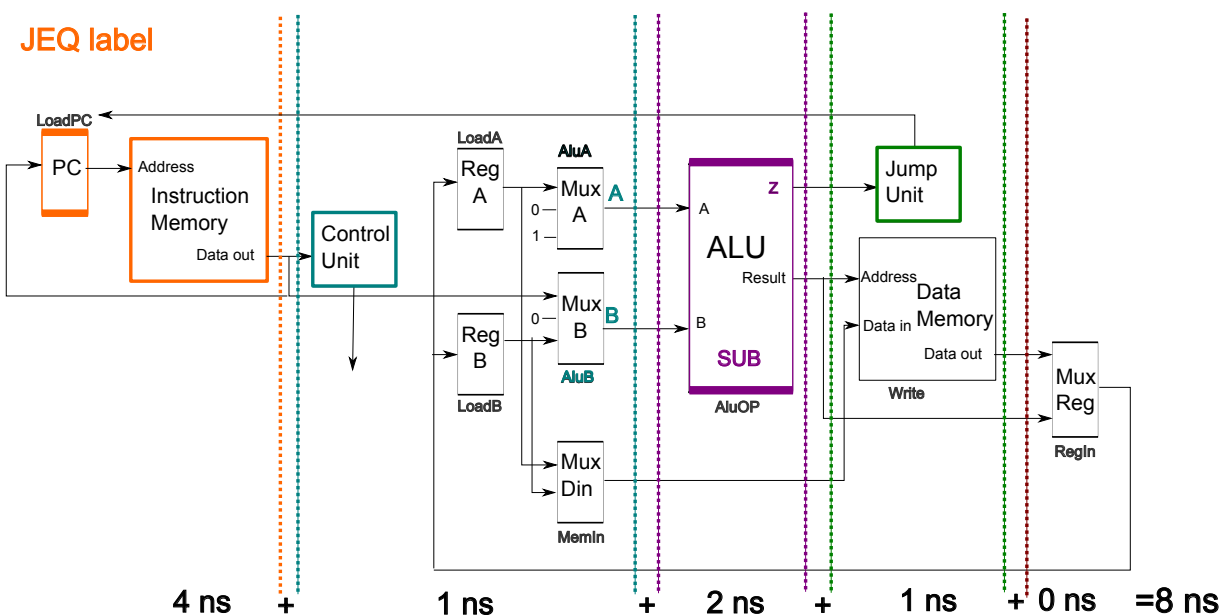 JEQ label
LoadPC
PC
Address
Instruction
Memory
Data out
Control
Unit
LoadA
Reg
A
LoadB
Reg
B
AluA
Mux
A
0
1
A
Mux
B
0
B
AluB
Mux
Din
MemIn
A
B
ALU
Z
Result
SUB
AluOP
Jump
Unit
Address
Data
Memory
Data in
Data out
Write
Mux
Reg
RegIn
4 ns + 1 ns + 2 ns + 1 ns + 0 ns =8 ns